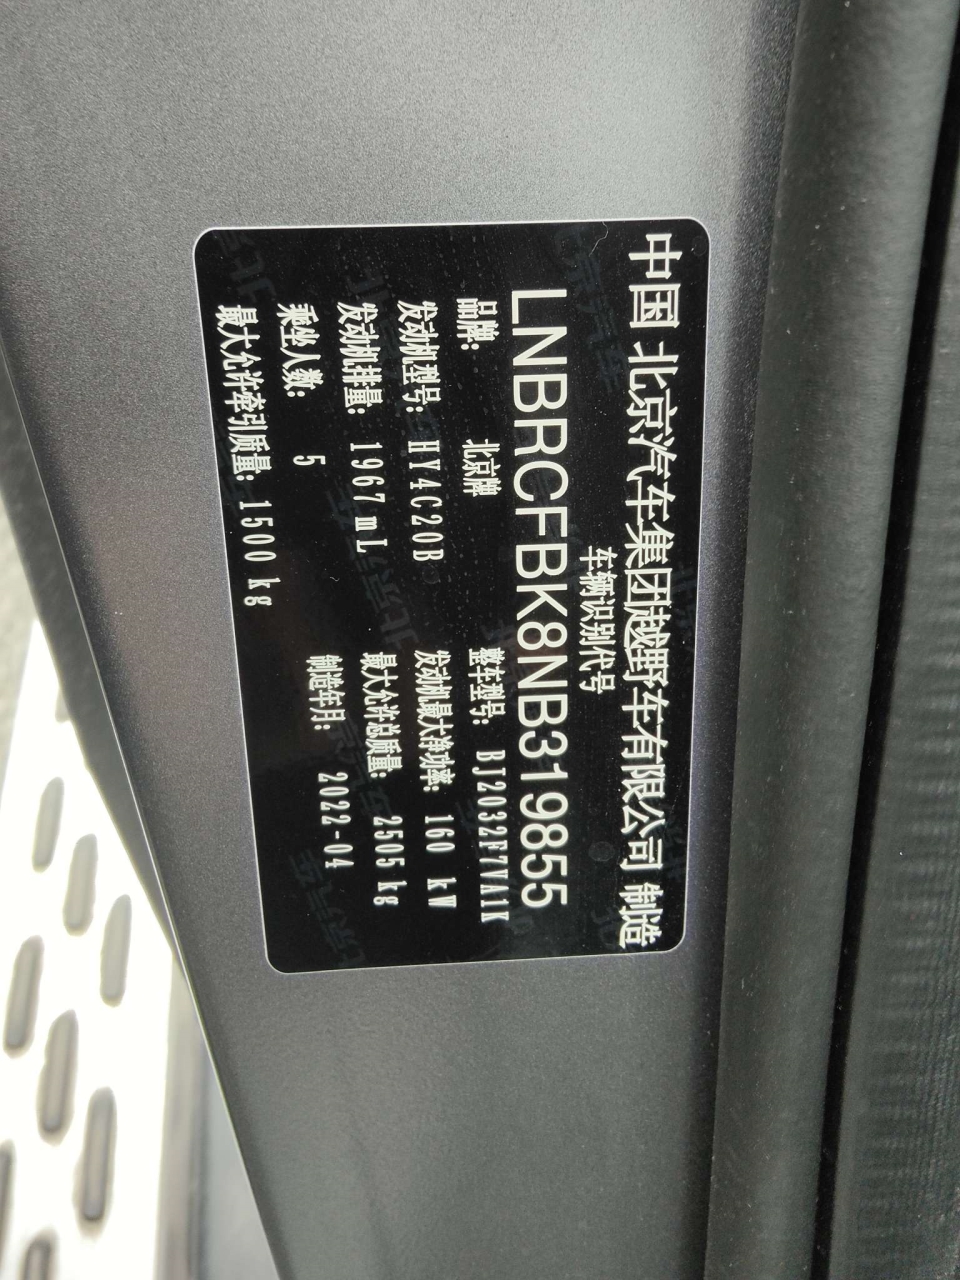 中国 北京汽车集团越野车有限公司 制造
车辆识别代号
LNBRCFBK8NB319855
品牌: 北京牌 整车型号: BJ2032F7VA1K
发动机型号: HY4C20B 发动机最大净功率: 160 kW
发动机排量: 1967mL 最大允许总质量: 2505kg
乘坐人数: 5 制造年月: 2022-04
最大允许牵引质量: 1500 kg